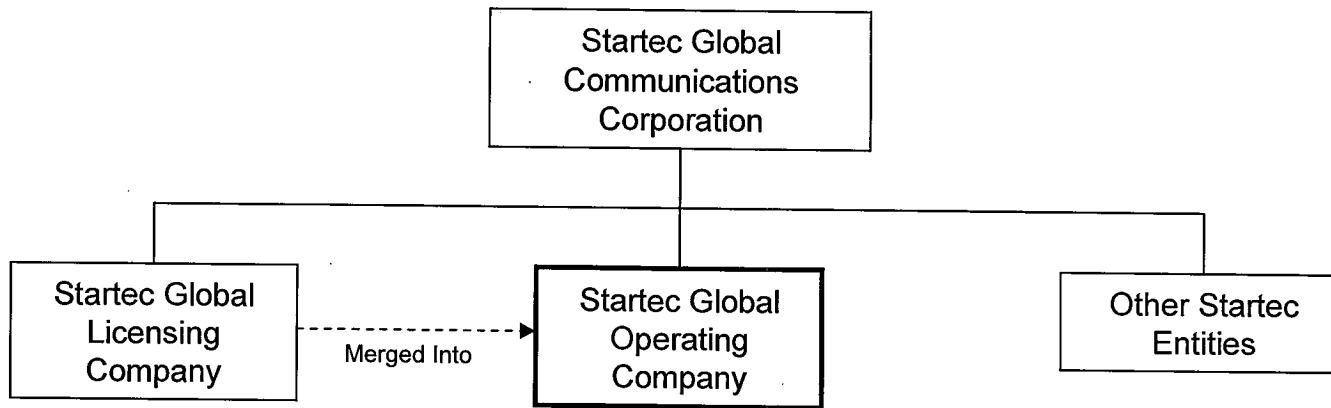 Startec Global
Communications
Corporation
Startec Global
Licensing
Company
Merged Into
Startec Global
Operating
Company
Other Startec
Entities